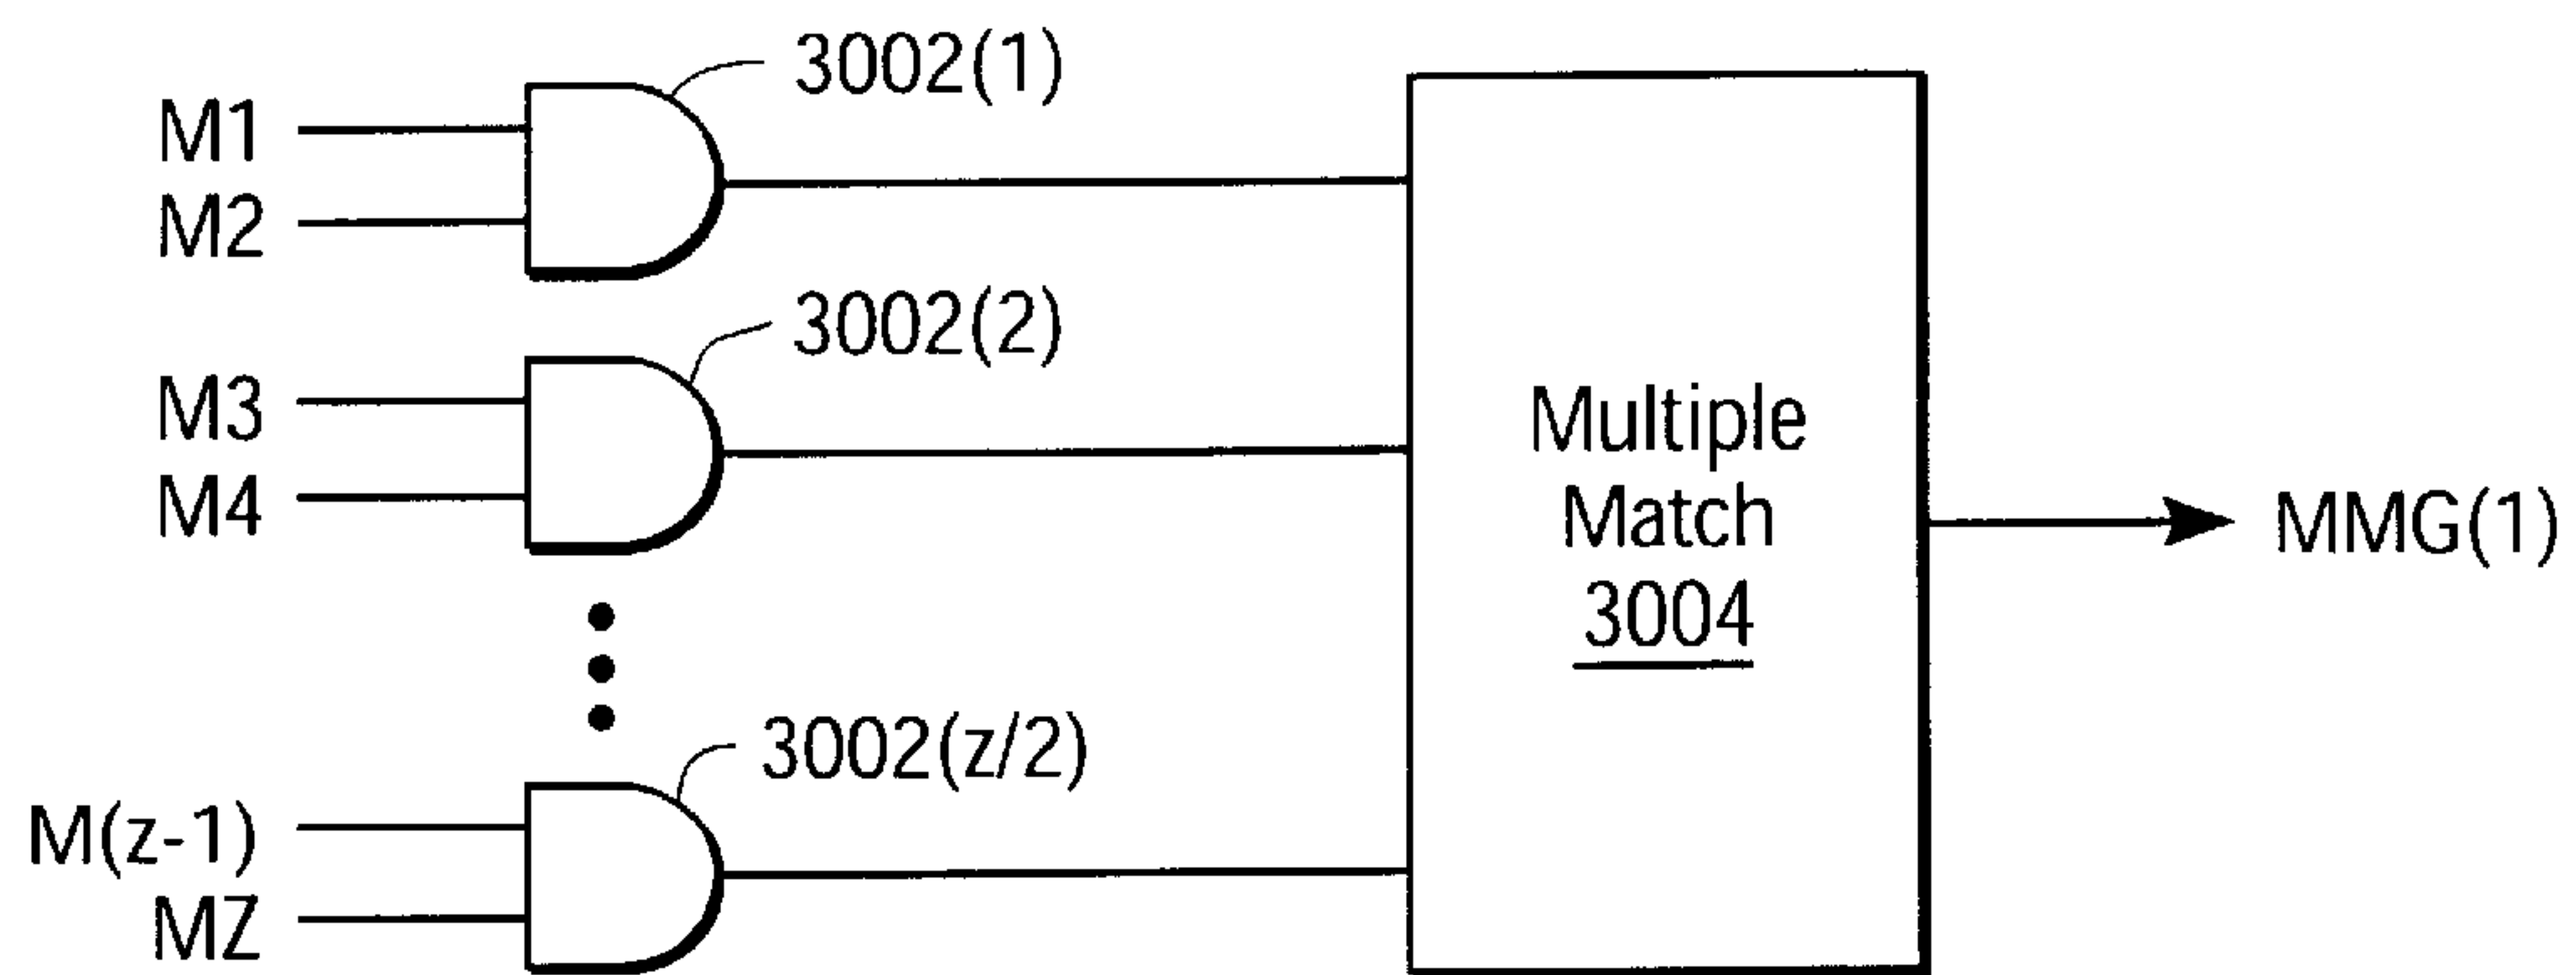 3002(1)
M1
M2
3002(2)
M3
M4
Multiple
Match
3004
MMG(1)
3002(z/2)
M(z-1)
MZ